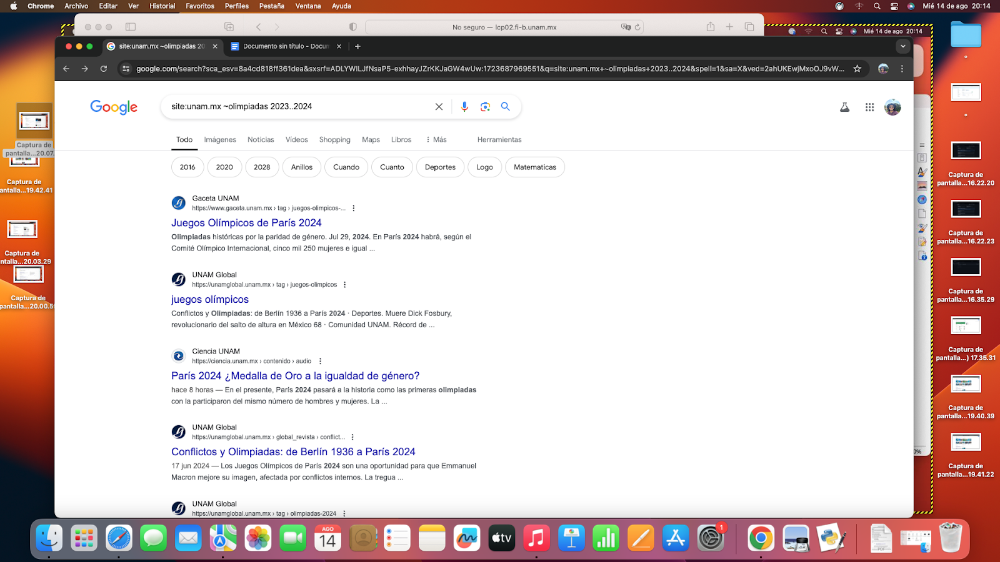 Chrome Archivo Editar Ver Historial Favoritos Perfiles Pestaña Ventana Ayuda Mié 14 de ago 20:14
No seguro — lcp02.fi-b.unam.mx
Mié 14 de ago 20:14
site:unam.mx ~olimpiadas 20
Documento sin título - Docum
google.com/search?sca_esv=8a4cd818ff361dea&sxsrf=ADLYWILJfNsaP5-exhhayJZrKKJaGW4wUw:1723687969551&q=site:unam.mx+~olimpiadas+2023..2024&spell=1&sa=X&ved=2ahUKEwjMxoOJ9vW...
Google
site:unam.mx ~olimpiadas 2023..2024
Todo Imágenes Noticias Vídeos Shopping Maps Libros Más Herramientas
2016 2020 2028 Anillos Cuando Cuanto Deportes Logo Matematicas
Gaceta UNAM
https://www.gaceta.unam.mx › tag › juegos-olimpicos-...
Juegos Olímpicos de París 2024
Olimpiadas históricas por la paridad de género. Jul 29, 2024. En París 2024 habrá, según el
Comité Olímpico Internacional, cinco mil 250 mujeres e igual ...
UNAM Global
https://unamglobal.unam.mx › tag › juegos-olimpicos
juegos olímpicos
Conflictos y Olimpiadas: de Berlín 1936 a París 2024 · Deportes. Muere Dick Fosbury,
revolucionario del salto de altura en México 68 · Comunidad UNAM. Récord de ...
Ciencia UNAM
https://ciencia.unam.mx › contenido › audio
París 2024 ¿Medalla de Oro a la igualdad de género?
hace 8 horas — En el presente, París 2024 pasará a la historia como las primeras olimpiadas
con la participaron del mismo número de hombres y mujeres. La ...
UNAM Global
https://unamglobal.unam.mx › global_revista › conflict...
Conflictos y Olimpiadas: de Berlín 1936 a París 2024
17 jun 2024 — Los Juegos Olímpicos de París 2024 son una oportunidad para que Emmanuel
Macron mejore su imagen, afectada por conflictos internos. La tregua ...
UNAM Global
https://unamglobal.unam.mx › tag › olimpiadas-2024
Captura de
pantalla...20.07.
Captura de
antalla...19.42.41
Captura de
ntalla...20.03.29
Captura de
pantalla...20.00.5
Captura de
pantalla...16.22.20
Captura de
pantalla...16.22.23
Captura de
pantalla...16.35.29
Captura de
pantalla...) 17.35.31
Captura de
pantalla...19.40.39
Captura de
pantalla...19.41.22
0%
AGO
14
tv
1
PDF